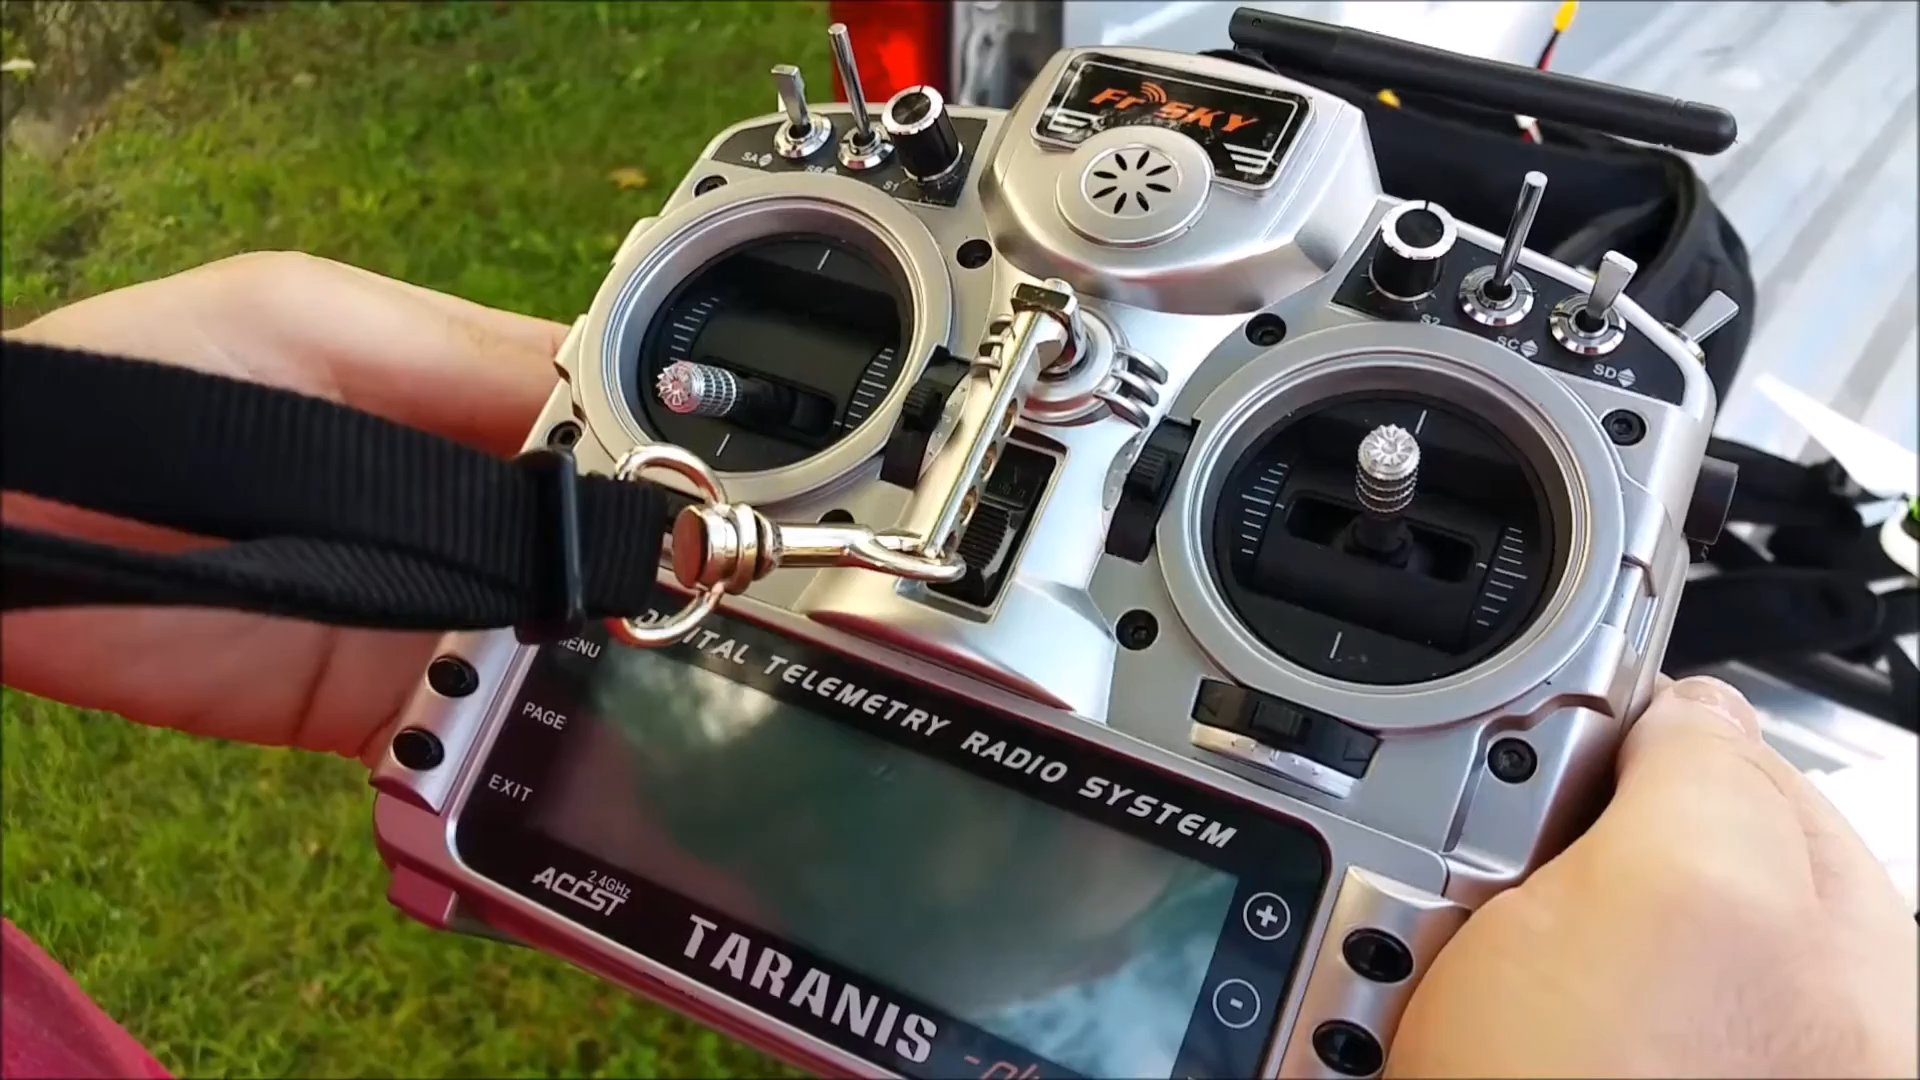 FrSKY
SA
SB
S1
S2
SC
SD
DIGITAL TELEMETRY RADIO SYSTEM
MENU
PAGE
EXIT
2.4GHz
ACCST
+
-
TARANIS